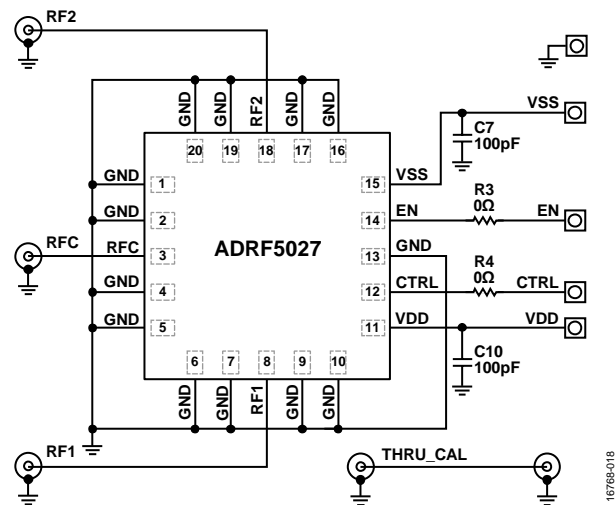 RF2
GND
GND
RF2
GND
GND
20
19
18
17
16
VSS
C7
100pF
GND
1
15
VSS
R3
0Ω
GND
2
14
EN
EN
RFC
RFC
3
ADRF5027
13
GND
R4
0Ω
GND
4
12
CTRL
CTRL
GND
5
11
VDD
VDD
C10
100pF
6
7
8
9
10
GND
GND
RF1
GND
GND
RF1
THRU_CAL
16768-018